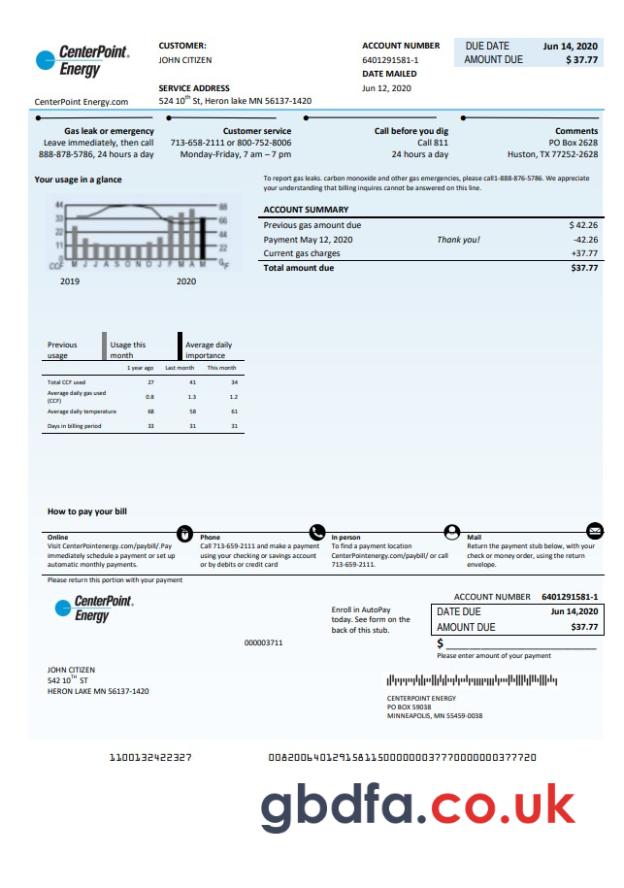 CenterPoint.
Energy
CenterPoint Energy.com
CUSTOMER:
JOHN CITIZEN
SERVICE ADDRESS
524 10th St, Heron lake MN 56137-1420
ACCOUNT NUMBER
6401291581-1
DATE MAILED
Jun 12, 2020
DUE DATE Jun 14, 2020
AMOUNT DUE $ 37.77
Gas leak or emergency
Leave immediately, then call
888-878-5786, 24 hours a day
Customer service
713-658-2111 or 800-752-8006
Monday-Friday, 7 am – 7 pm
Call before you dig
Call 811
24 hours a day
Comments
PO Box 2628
Huston, TX 77252-2628
Your usage in a glance
44 88
33 66
22 44
11 22
0 0
CCF M J J A S O N D J F M A M °F
2019 2020
To report gas leaks. carbon monoxide and other gas emergencies, please call1-888-876-5786. We appreciate
your understanding that billing inquires cannot be answered on this line.
ACCOUNT SUMMARY
Previous gas amount due $ 42.26
Payment May 12, 2020 Thank you! -42.26
Current gas charges +37.77
Total amount due $37.77
Previous usage
Usage this month
Average daily importance
1 year ago Last month This month
Total CCF used 27 41 34
Average daily gas used (CCF) 0.8 1.3 1.2
Average daily temperature 68 58 61
Days in billing period 33 31 31
How to pay your bill
Online
Visit CenterPointenergy.com/paybill/.Pay
immediately schedule a payment or set up
automatic monthly payments.
Phone
Call 713-659-2111 and make a payment
using your checking or savings account
or by debits or credit card
In person
To find a payment location
CenterPointenergy.com/paybill/ or call
713-659-2111.
Mail
Return the payment stub below, with your
check or money order, using the return
envelope.
Please return this portion with your payment
CenterPoint.
Energy
000003711
Enroll in AutoPay
today. See form on the
back of this stub.
ACCOUNT NUMBER 6401291581-1
DATE DUE Jun 14,2020
AMOUNT DUE $37.77
$
Please enter amount of your payment
JOHN CITIZEN
542 10TH ST
HERON LAKE MN 56137-1420
CENTERPOINT ENERGY
PO BOX 59038
MINNEAPOLIS, MN 55459-0038
1100132422327 008200640129158115000000037770000000377720
gbdfa.co.uk